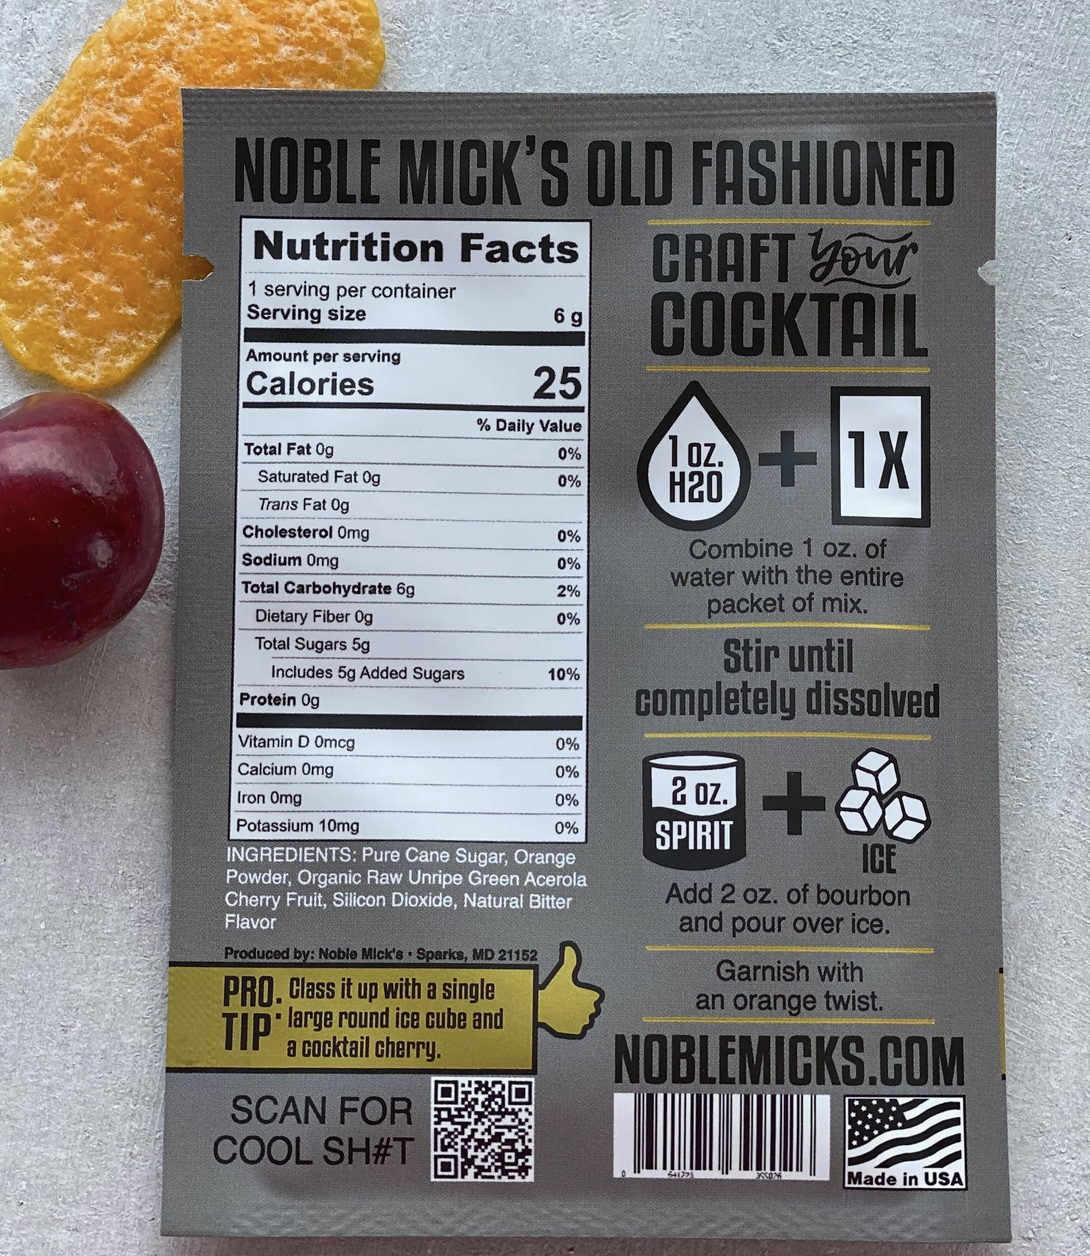 NOBLE MICK'S OLD FASHIONED
Nutrition Facts
1 serving per container
Serving size 6 g
Amount per serving
Calories 25
% Daily Value
Total Fat 0g 0%
Saturated Fat 0g 0%
Trans Fat 0g
Cholesterol 0mg 0%
Sodium 0mg 0%
Total Carbohydrate 6g 2%
Dietary Fiber 0g 0%
Total Sugars 5g
Includes 5g Added Sugars 10%
Protein 0g
Vitamin D 0mcg 0%
Calcium 0mg 0%
Iron 0mg 0%
Potassium 10mg 0%
INGREDIENTS: Pure Cane Sugar, Orange
Powder, Organic Raw Unripe Green Acerola
Cherry Fruit, Silicon Dioxide, Natural Bitter
Flavor
Produced by: Noble Mick's · Sparks, MD 21152
PRO. TIP: Class it up with a single
large round ice cube and
a cocktail cherry.
SCAN FOR
COOL SH#T
CRAFT your
COCKTAIL
1 oz.
H20
+
1X
Combine 1 oz. of
water with the entire
packet of mix.
Stir until
completely dissolved
2 oz.
SPIRIT
+
ICE
Add 2 oz. of bourbon
and pour over ice.
Garnish with
an orange twist.
NOBLEMICKS.COM
Made in USA